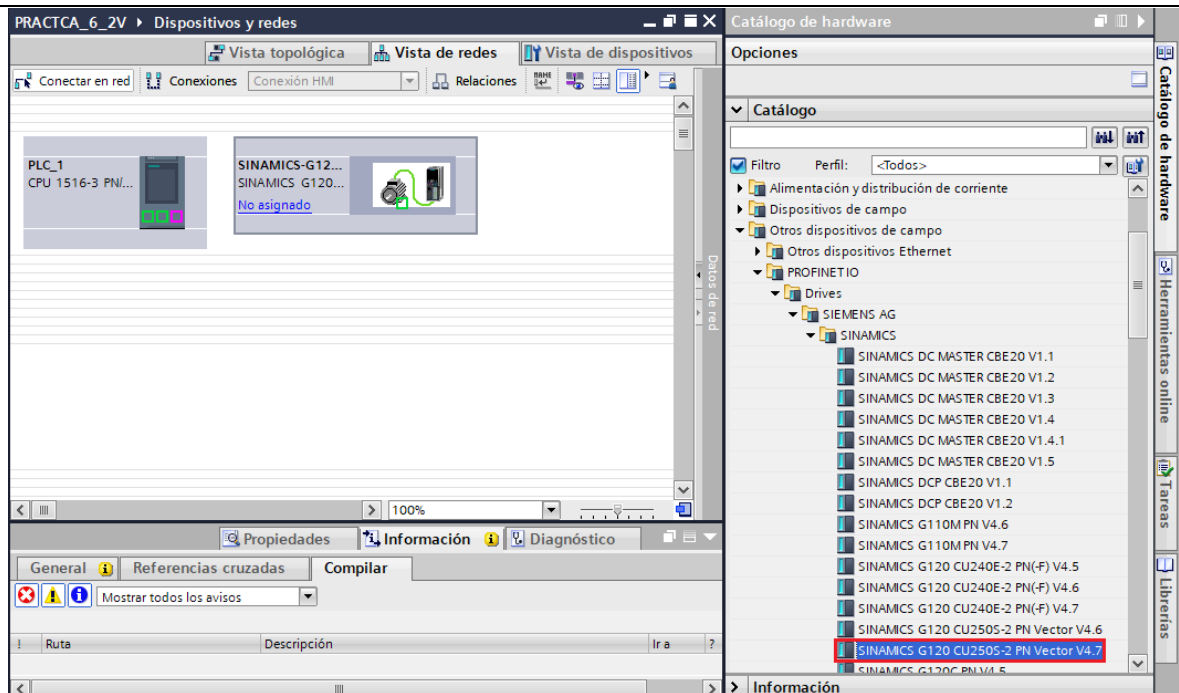 PRACTCA_6_2V ▸ Dispositivos y redes
Vista topológica
Vista de redes
Vista de dispositivos
Conectar en red
Conexiones
Conexión HMI
Relaciones
PLC_1
CPU 1516-3 PN/...
SINAMICS-G12...
SINAMICS G120...
No asignado
Datos de red
100%
Propiedades
Información
Diagnóstico
General
Referencias cruzadas
Compilar
Mostrar todos los avisos
! Ruta Descripción Ir a ?
Catálogo de hardware
Opciones
Catálogo
Filtro Perfil: <Todos>
Alimentación y distribución de corriente
Dispositivos de campo
Otros dispositivos de campo
Otros dispositivos Ethernet
PROFINET IO
Drives
SIEMENS AG
SINAMICS
SINAMICS DC MASTER CBE20 V1.1
SINAMICS DC MASTER CBE20 V1.2
SINAMICS DC MASTER CBE20 V1.3
SINAMICS DC MASTER CBE20 V1.4
SINAMICS DC MASTER CBE20 V1.4.1
SINAMICS DC MASTER CBE20 V1.5
SINAMICS DCP CBE20 V1.1
SINAMICS DCP CBE20 V1.2
SINAMICS G110M PN V4.6
SINAMICS G110M PN V4.7
SINAMICS G120 CU240E-2 PN(-F) V4.5
SINAMICS G120 CU240E-2 PN(-F) V4.6
SINAMICS G120 CU240E-2 PN(-F) V4.7
SINAMICS G120 CU250S-2 PN Vector V4.6
SINAMICS G120 CU250S-2 PN Vector V4.7
SINAMICS G120C PN V4.5
Información
Catálogo de hardware
Herramientas online
Tareas
Librerías